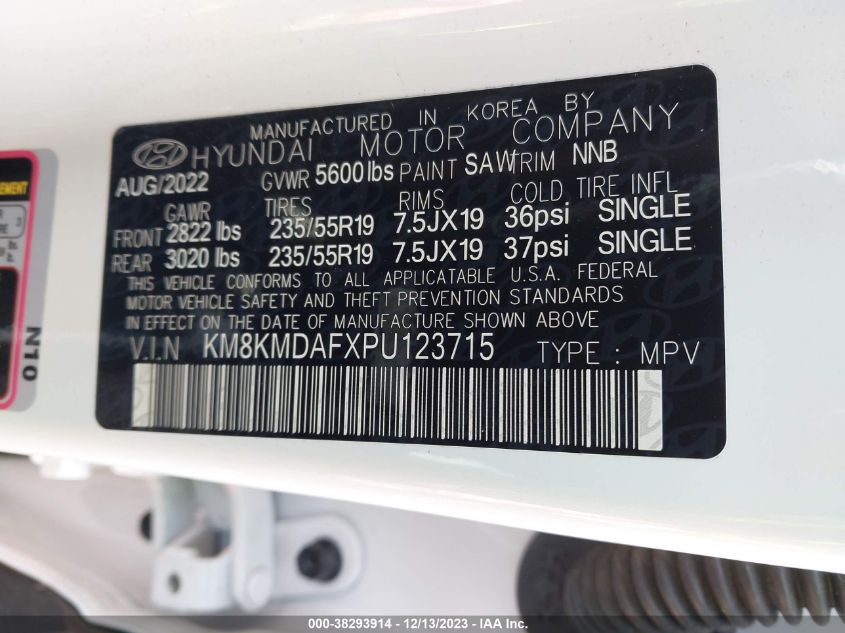 MANUFACTURED IN KOREA BY
HYUNDAI MOTOR COMPANY
AUG/2022 GVWR 5600 lbs PAINT SAW TRIM NNB
GAWR TIRES RIMS COLD TIRE INFL
FRONT 2822 lbs 235/55R19 7.5JX19 36psi SINGLE
REAR 3020 lbs 235/55R19 7.5JX19 37psi SINGLE
THIS VEHICLE CONFORMS TO ALL APPLICATABLE U.S.A. FEDERAL
MOTOR VEHICLE SAFETY AND THEFT PREVENTION STANDARDS
IN EFFECT ON THE DATE OF MANUFACTURE SHOWN ABOVE
V.I.N KM8KMDAFXPU123715 TYPE : MPV
EMENT
N10
000-38293914 - 12/13/2023 - IAA Inc.